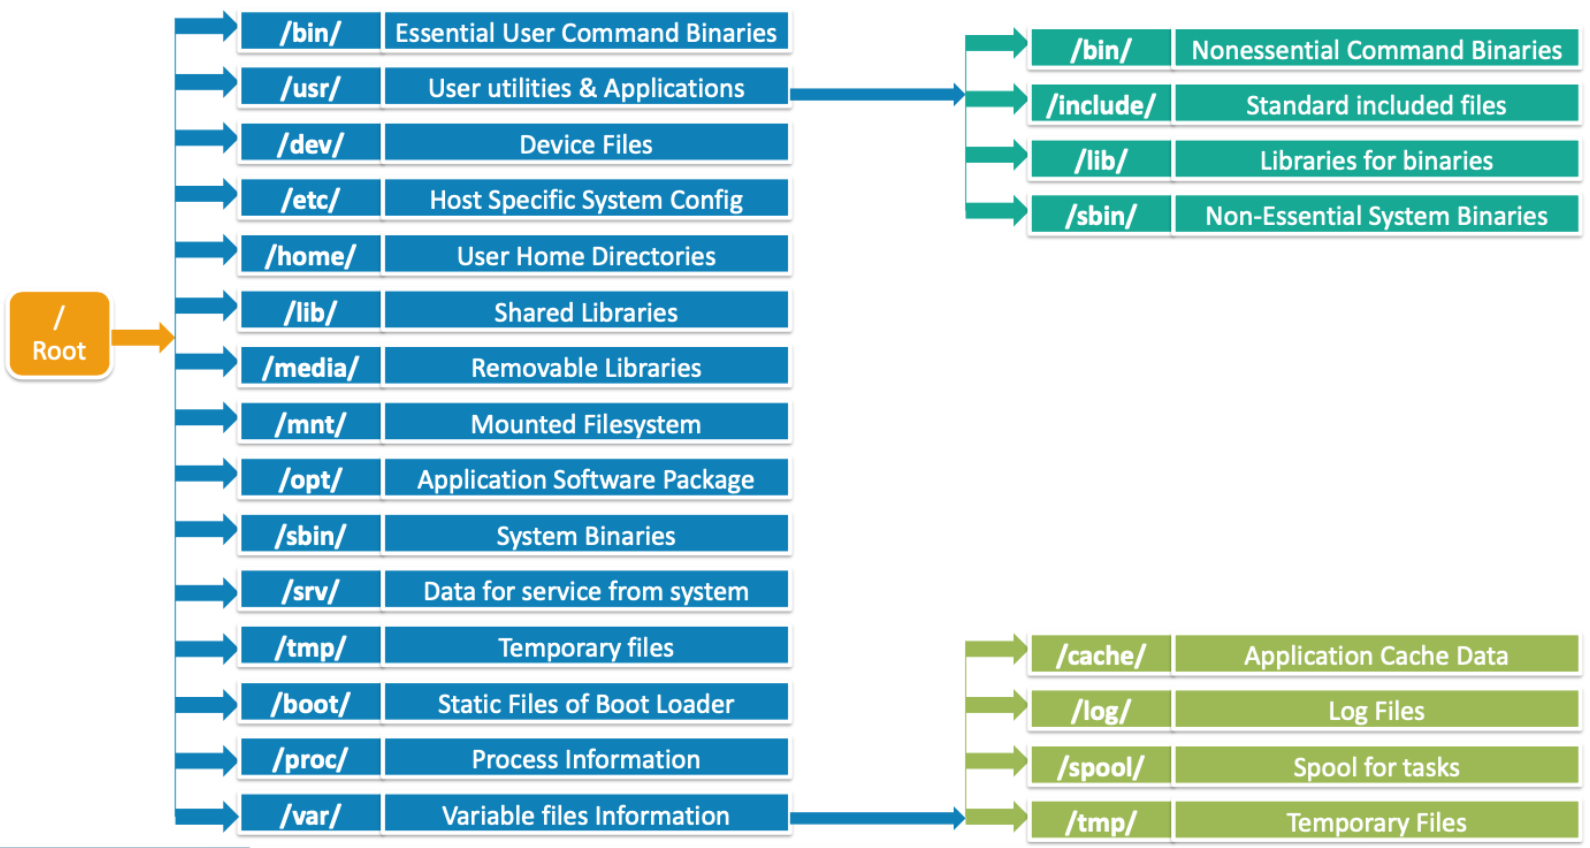 /
Root
/bin/ Essential User Command Binaries
/usr/ User utilities & Applications
/dev/ Device Files
/etc/ Host Specific System Config
/home/ User Home Directories
/lib/ Shared Libraries
/media/ Removable Libraries
/mnt/ Mounted Filesystem
/opt/ Application Software Package
/sbin/ System Binaries
/srv/ Data for service from system
/tmp/ Temporary files
/boot/ Static Files of Boot Loader
/proc/ Process Information
/var/ Variable files Information
/bin/ Nonessential Command Binaries
/include/ Standard included files
/lib/ Libraries for binaries
/sbin/ Non-Essential System Binaries
/cache/ Application Cache Data
/log/ Log Files
/spool/ Spool for tasks
/tmp/ Temporary Files